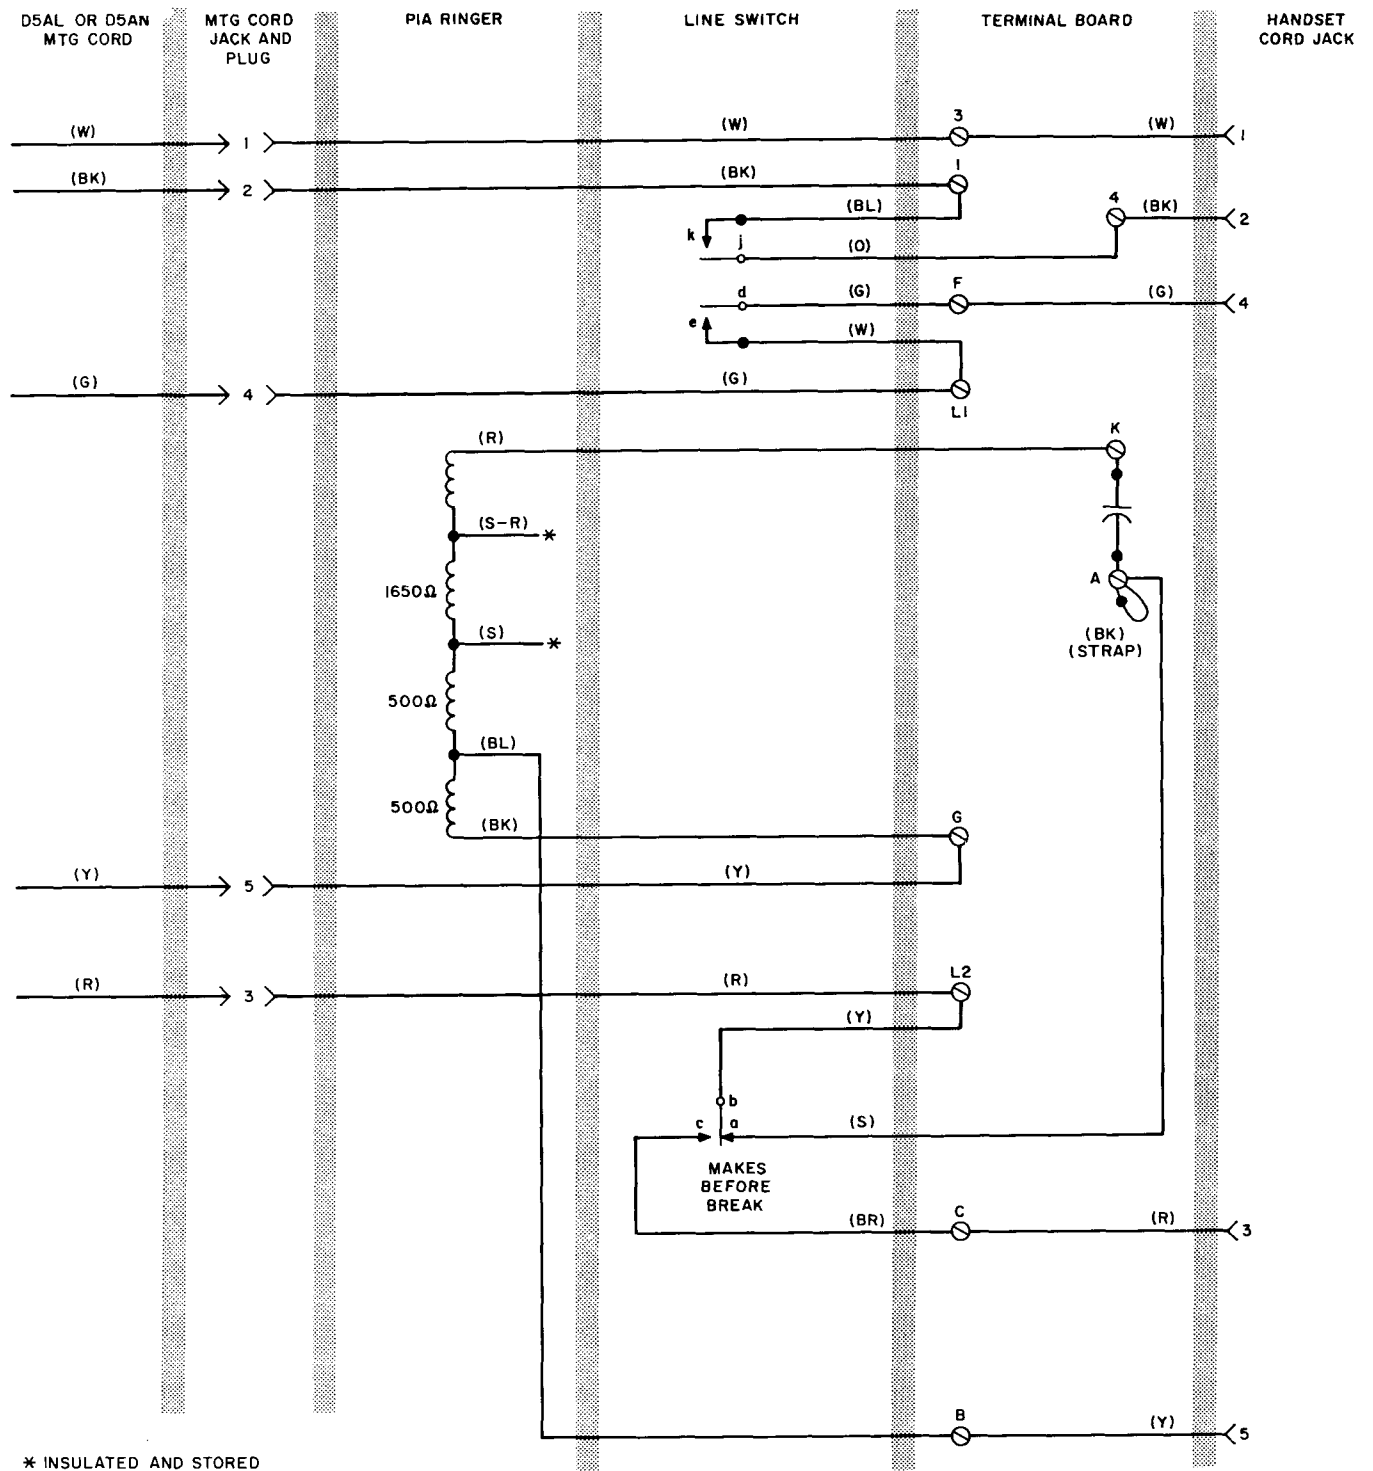 D5AL OR D5AN
MTG CORD
MTG CORD
JACK AND
PLUG
PIA RINGER
LINE SWITCH
TERMINAL BOARD
HANDSET
CORD JACK
(W)
1
(W)
3
(W)
1
(BK)
2
(BK)
1
(BL)
4
(BK)
2
k
j
(O)
d
(G)
F
(G)
4
e
(W)
(G)
4
(G)
L1
(R)
K
(S-R)
*
1650Ω
A
(S)
*
(BK)
(STRAP)
500Ω
(BL)
500Ω
(BK)
G
(Y)
5
(Y)
(R)
3
(R)
L2
(Y)
b
c
a
(S)
MAKES
BEFORE
BREAK
(BR)
C
(R)
3
B
(Y)
5
* INSULATED AND STORED